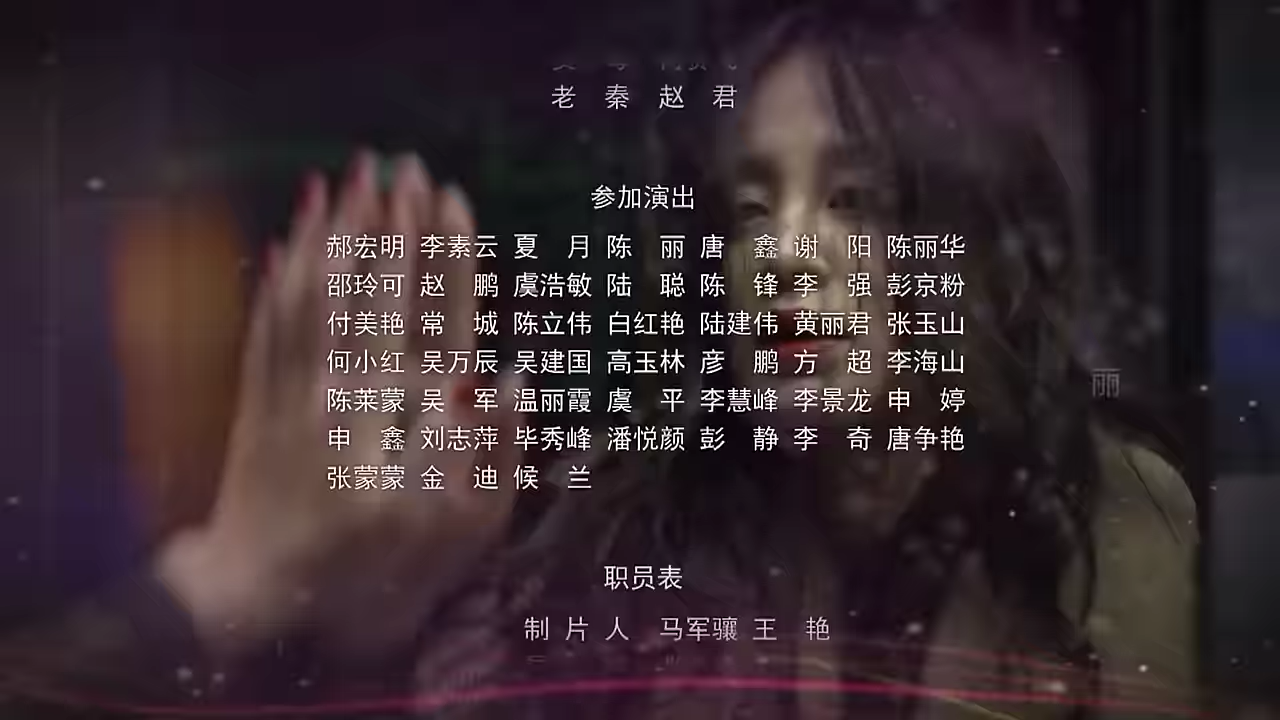 老 秦 赵 君
参加演出
郝宏明 李素云 夏 月 陈 丽 唐 鑫 谢 阳 陈丽华
邵玲可 赵 鹏 虞浩敏 陆 聪 陈 锋 李 强 彭京粉
付美艳 常 城 陈立伟 白红艳 陆建伟 黄丽君 张玉山
何小红 吴万辰 吴建国 高玉林 彦 鹏 方 超 李海山
丽
陈莱蒙 吴 军 温丽霞 虞 平 李慧峰 李景龙 申 婷
申 鑫 刘志萍 毕秀峰 潘悦颜 彭 静 李 奇 唐争艳
张蒙蒙 金 迪 候 兰
职员表
制 片 人 马军骧 王 艳